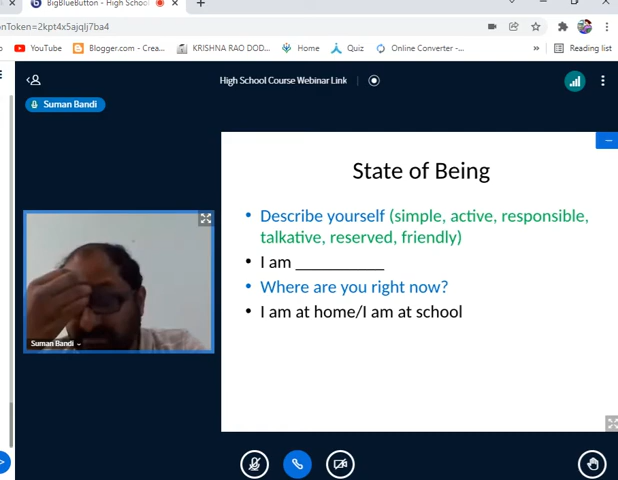 BigBlueButton - High School
onToken=2kpt4x5ajqlj7ba4
YouTube
Blogger.com - Crea...
KRISHNA RAO DOD...
Home
Quiz
Online Converter -...
»
Reading list
High School Course Webinar Link
Suman Bandi
State of Being
• Describe yourself (simple, active, responsible,
talkative, reserved, friendly)
• I am __________
• Where are you right now?
• I am at home/I am at school
Suman Bandi